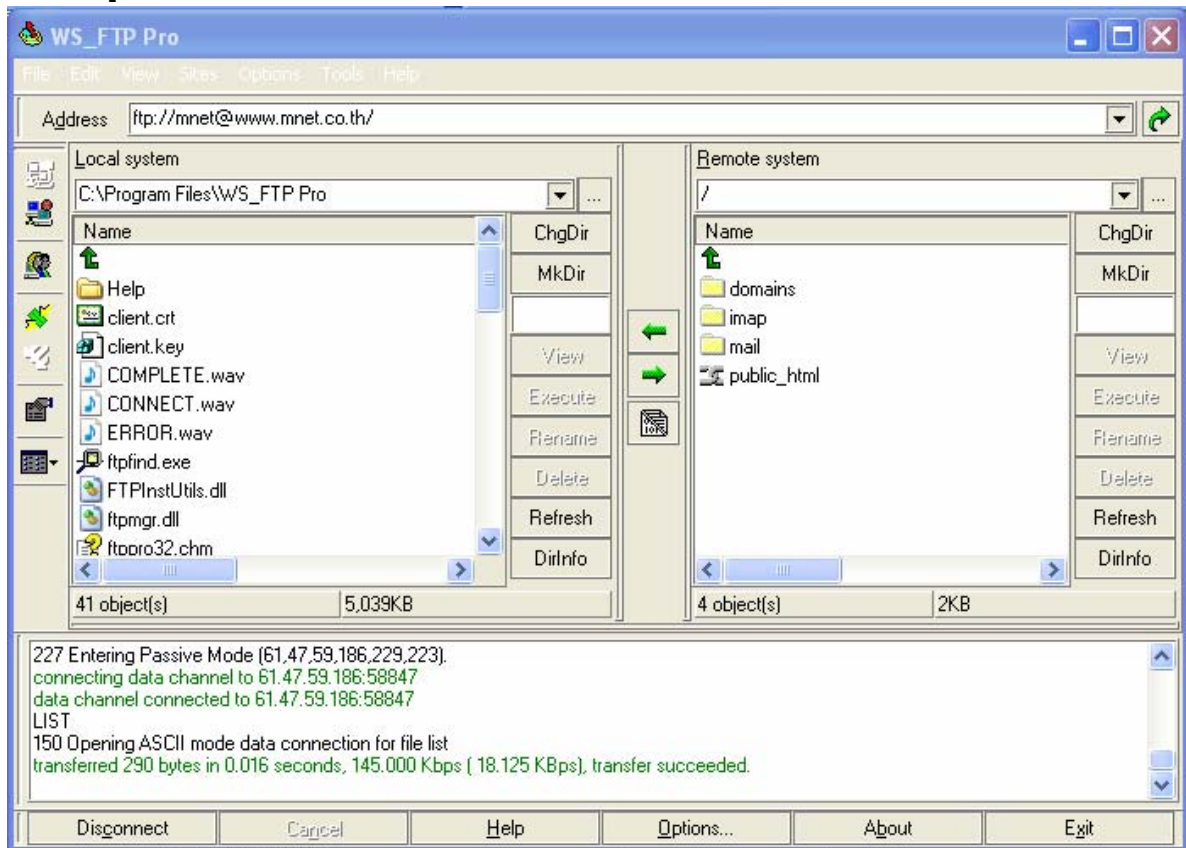 WS_FTP Pro
File Edit View Sites Options Tools Help
Address ftp://mnet@www.mnet.co.th/
Local system
C:\Program Files\WS_FTP Pro
...
Name
Help
client.crt
client.key
COMPLETE.wav
CONNECT.wav
ERROR.wav
ftpfind.exe
FTPInstUtils.dll
ftpmgr.dll
ftppro32.chm
41 object(s) 5,039KB
ChgDir
MkDir
View
Execute
Rename
Delete
Refresh
DirInfo
Remote system
/
...
Name
domains
imap
mail
public_html
4 object(s) 2KB
ChgDir
MkDir
View
Execute
Rename
Delete
Refresh
DirInfo
227 Entering Passive Mode (61,47,59,186,229,223).
connecting data channel to 61.47.59.186:58847
data channel connected to 61.47.59.186:58847
LIST
150 Opening ASCII mode data connection for file list
transferred 290 bytes in 0.016 seconds, 145.000 Kbps ( 18.125 KBps), transfer succeeded.
Disconnect Cancel Help Options... About Exit